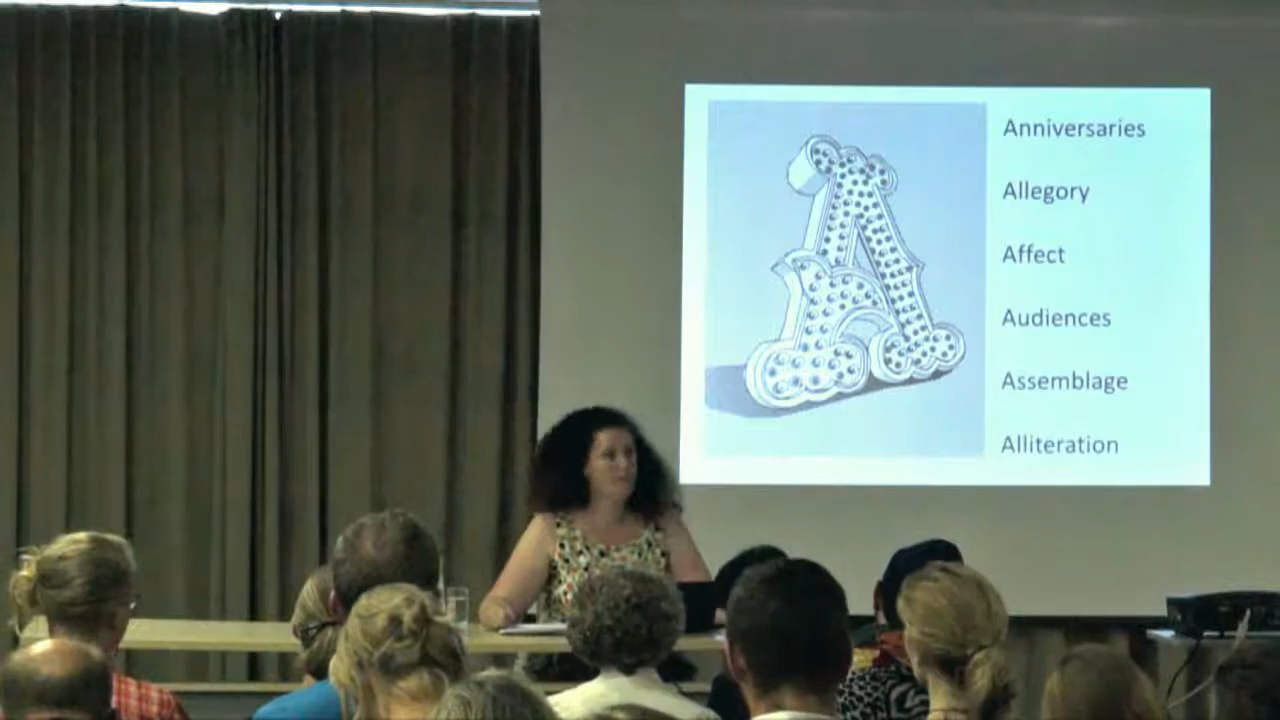 A
Anniversaries
Allegory
Affect
Audiences
Assemblage
Alliteration